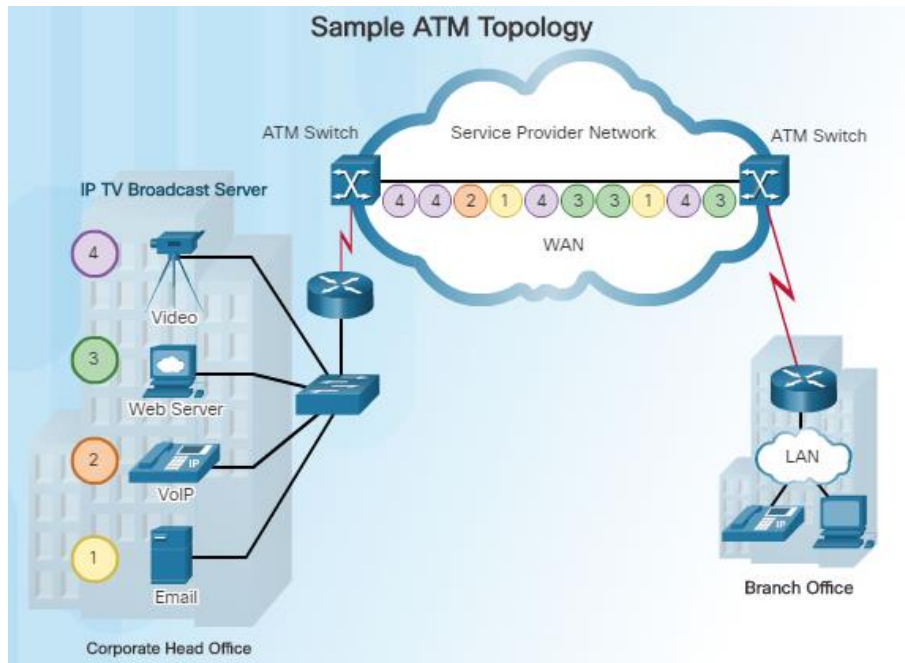 Sample ATM Topology
ATM Switch
Service Provider Network
ATM Switch
IP TV Broadcast Server
4 4 2 1 4 3 3 1 4 3
WAN
4
Video
3
Web Server
2
IP
VoIP
1
Email
Corporate Head Office
LAN
IP
Branch Office